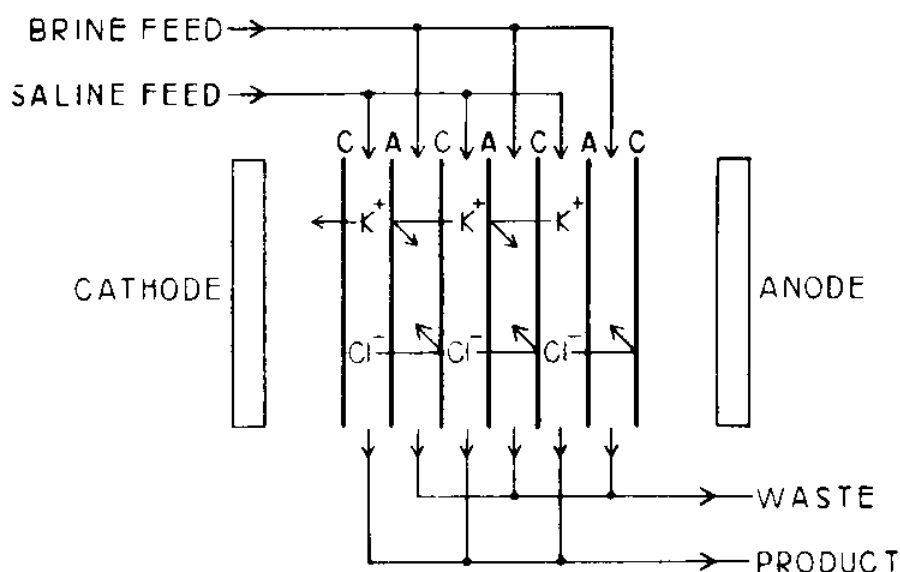 BRINE FEED
SALINE FEED
C A C A C A C
K+ K+ K+
CATHODE
ANODE
Cl− Cl− Cl−
WASTE
PRODUCT